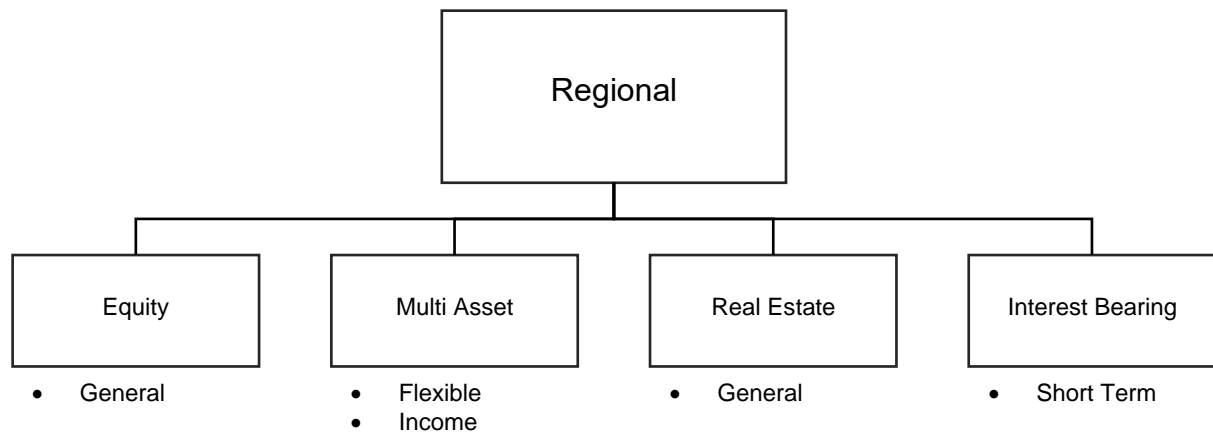 Regional
Equity
Multi Asset
Real Estate
Interest Bearing
• General
• Flexible
• Income
• General
• Short Term